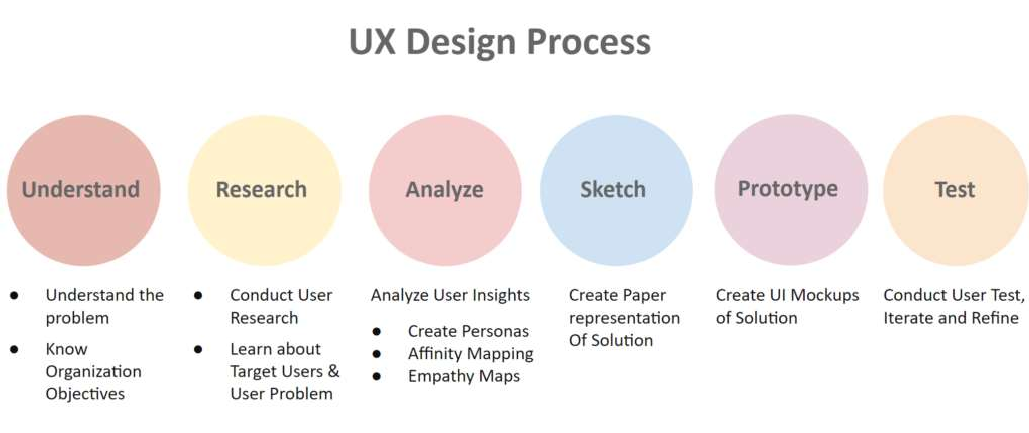 UX Design Process
Understand
Research
Analyze
Sketch
Prototype
Test
● Understand the
problem
● Know
Organization
Objectives
● Conduct User
Research
● Learn about
Target Users &
User Problem
Analyze User Insights
● Create Personas
● Affinity Mapping
● Empathy Maps
Create Paper
representation
Of Solution
Create UI Mockups
of Solution
Conduct User Test,
Iterate and Refine